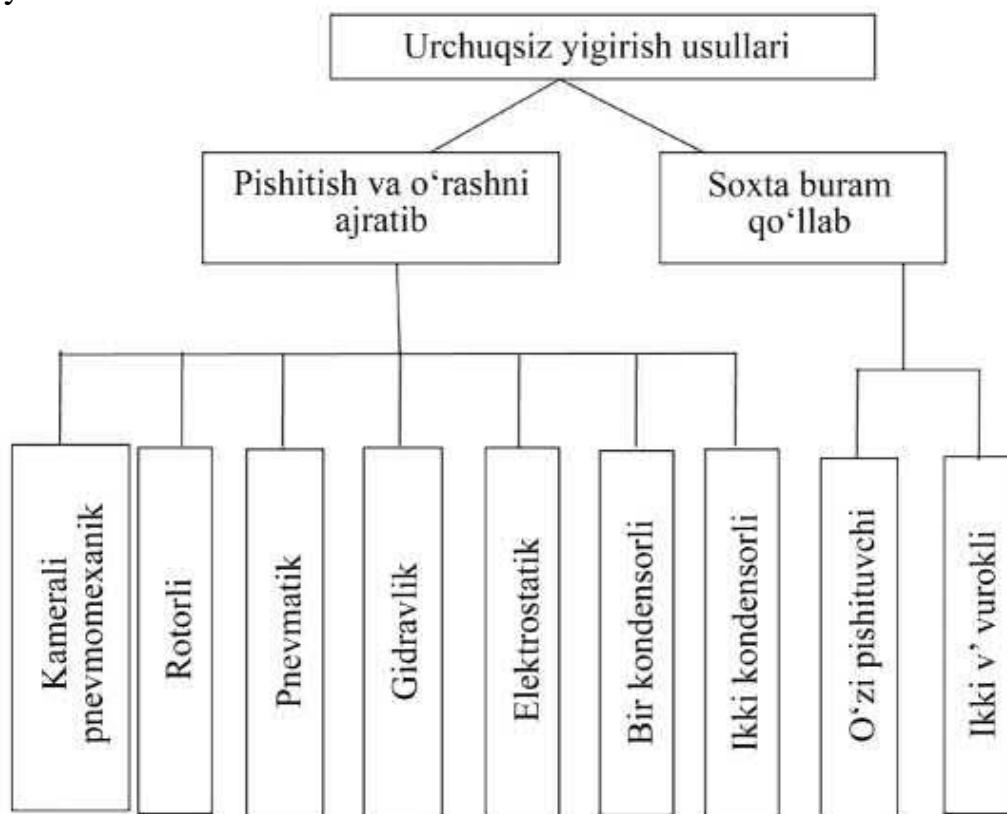 y
Urchuqsiz yigirish usullari
Pishitish va o‘rashni
ajratib
Soxta buram
qo‘llab
Kamerali
pnevmomexanik
Rotorli
Pnevmatik
Gidravlik
Elektrostatik
Bir kondensorli
Ikki kondensorli
O‘zi pishituvchi
Ikki v’ vurokli